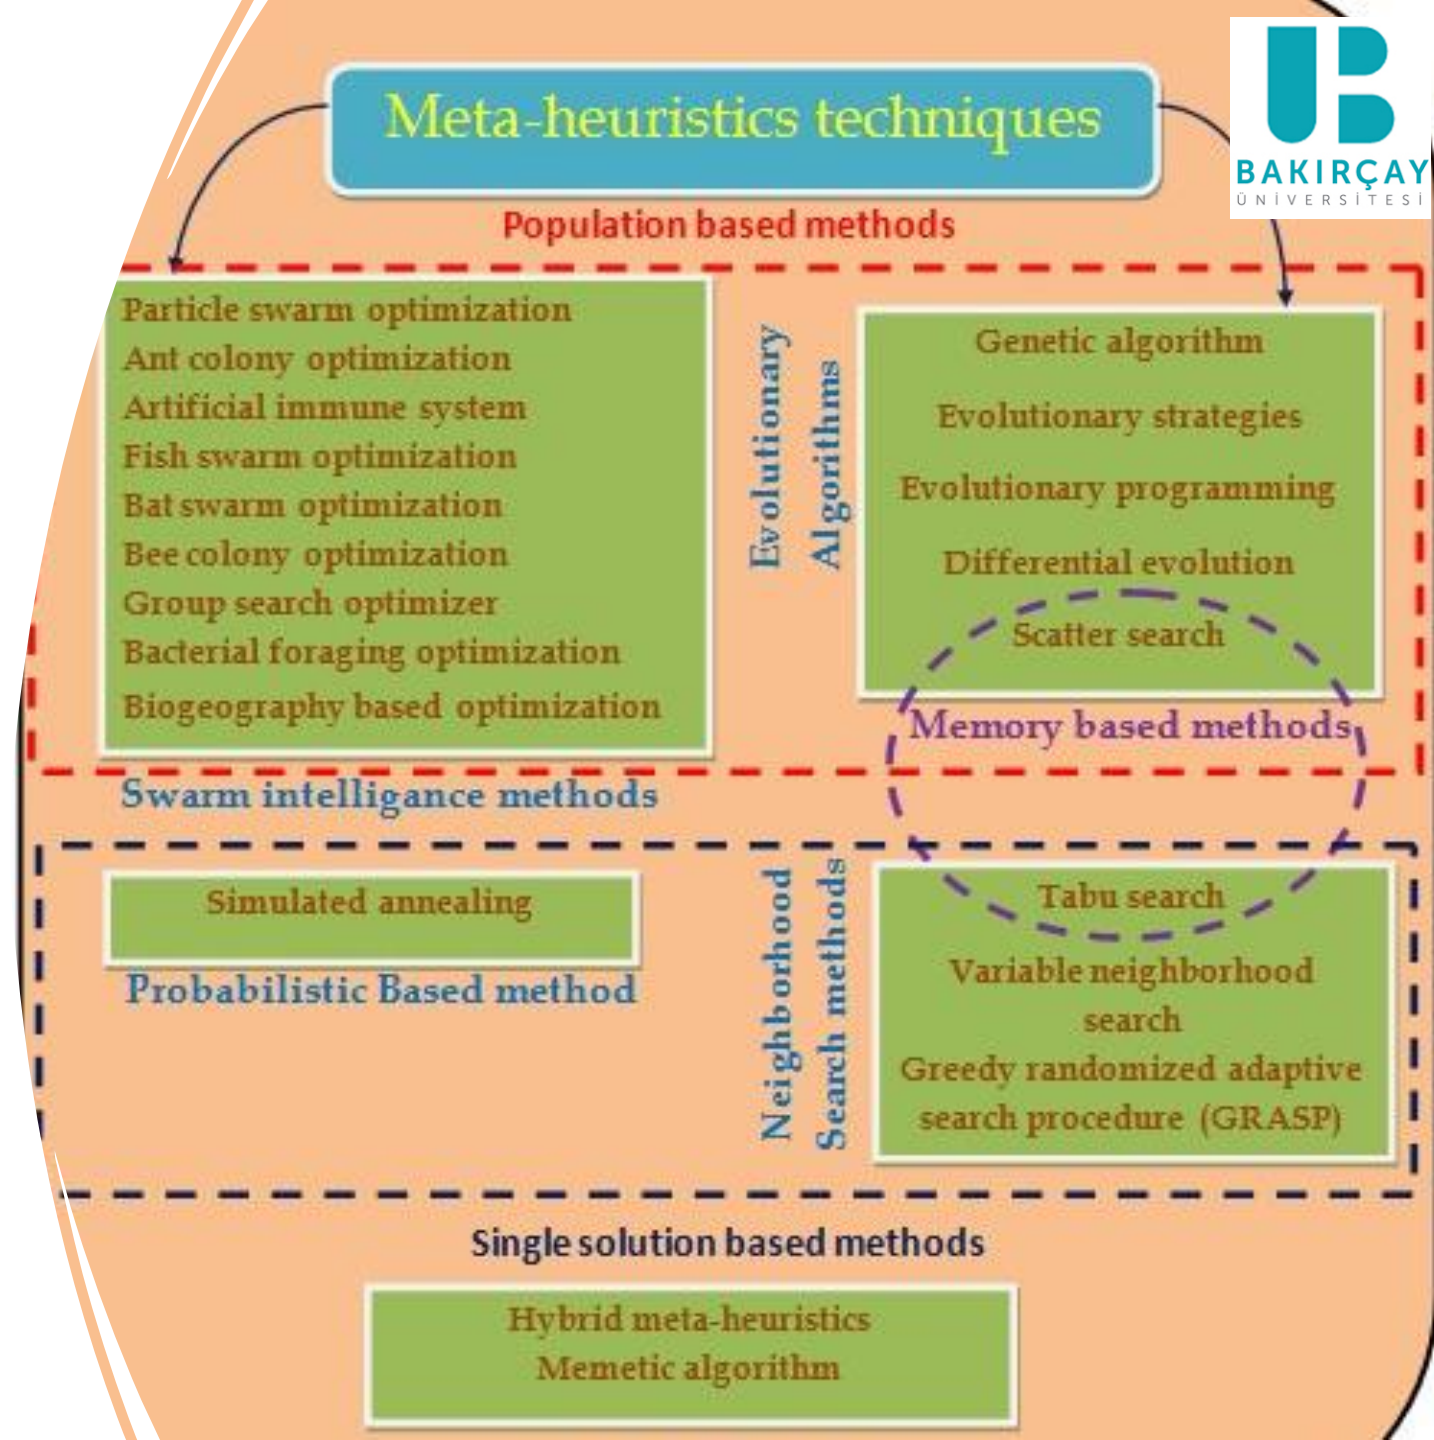 Meta-heuristics techniques
BAKIRÇAY
ÜNİVERSİTESİ
Population based methods
Particle swarm optimization
Ant colony optimization
Artificial immune system
Fish swarm optimization
Bat swarm optimization
Bee colony optimization
Group search optimizer
Bacterial foraging optimization
Biogeography based optimization
Swarm intelligance methods
Evolutionary
Algorithms
Genetic algorithm
Evolutionary strategies
Evolutionary programming
Differential evolution
Scatter search
Memory based methods
Simulated annealing
Probabilistic Based method
Neighborhood
Search methods
Tabu search
Variable neighborhood
search
Greedy randomized adaptive
search procedure (GRASP)
Single solution based methods
Hybrid meta-heuristics
Memetic algorithm